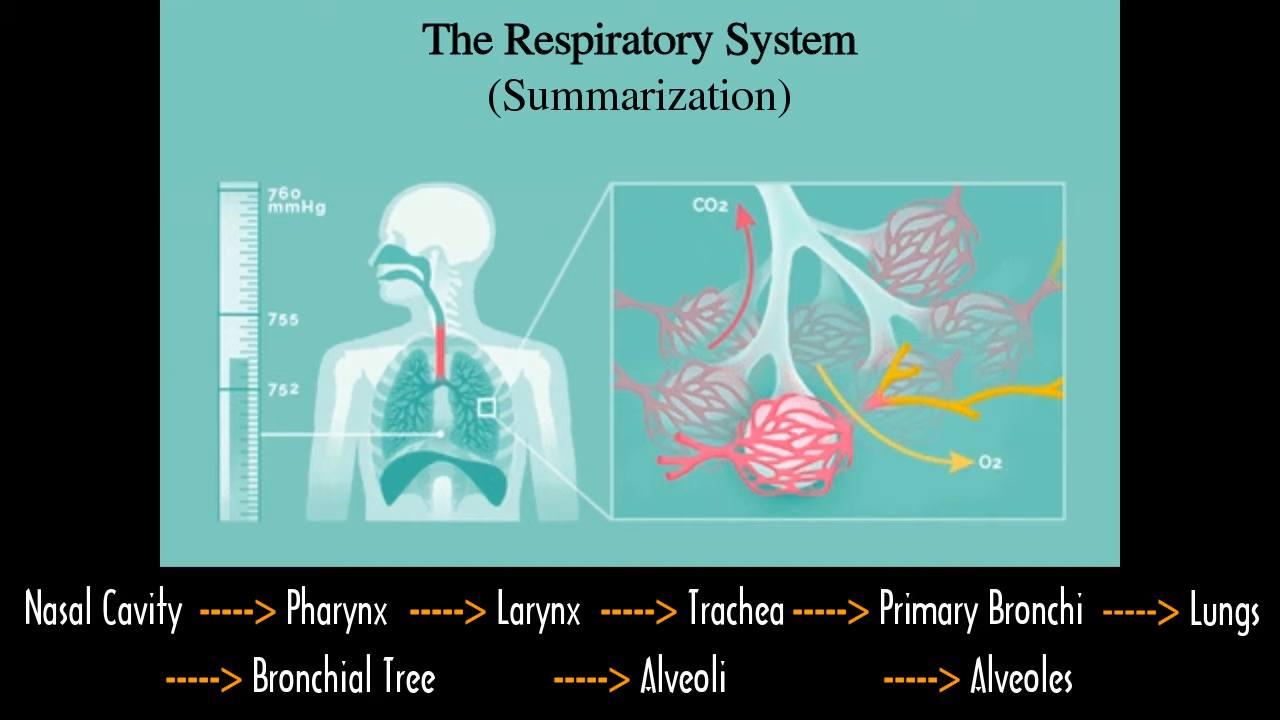 The Respiratory System
(Summarization)
760
mmHg
755
752
CO2
O2
Nasal Cavity -----> Pharynx -----> Larynx -----> Trachea -----> Primary Bronchi -----> Lungs
-----> Bronchial Tree -----> Alveoli -----> Alveoles